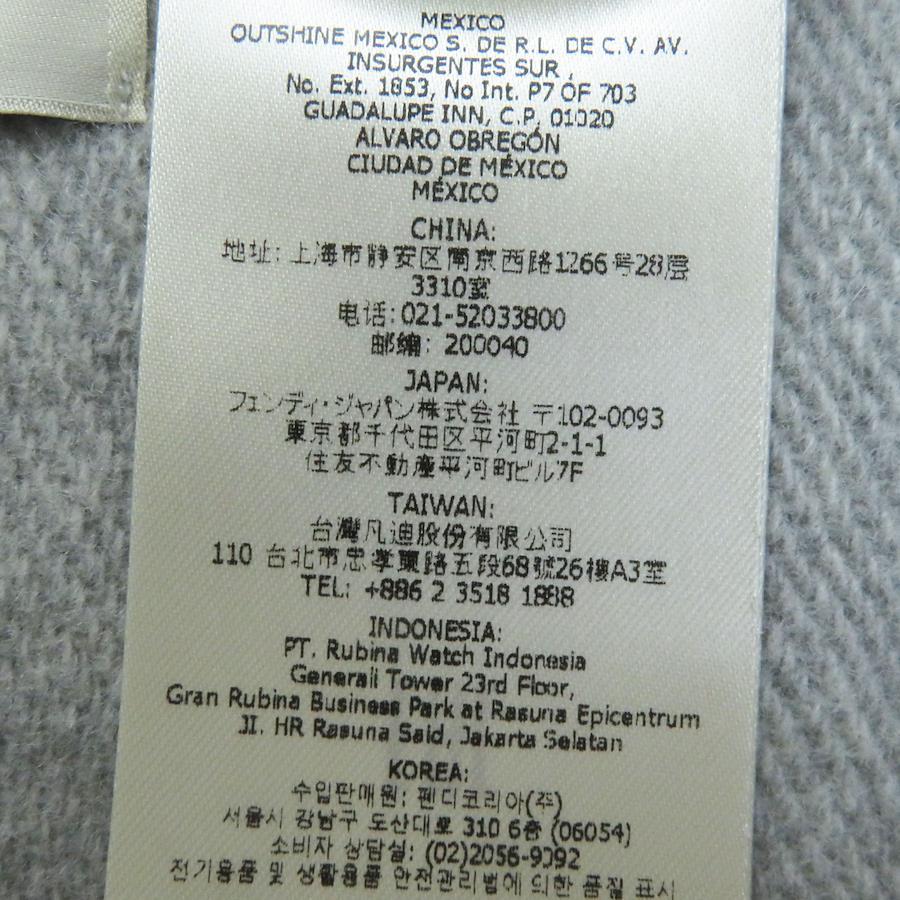 MEXICO
OUTSHINE MEXICO S. DE R.L. DE C.V. AV.
INSURGENTES SUR,
No. Ext. 1853, No Int. P7 OF 703
GUADALUPE INN, C.P. 01020
ALVARO OBREGÓN
CIUDAD DE MÉXICO
MÉXICO
CHINA:
地址: 上海市静安区南京西路1266号28层
3310室
电话: 021-52033800
邮编: 200040
JAPAN:
フェンディ・ジャパン株式会社 〒102-0093
東京都千代田区平河町2-1-1
住友不動産平河町ビル7F
TAIWAN:
台灣凡迪股份有限公司
110 台北市忠孝東路五段68號26樓A3室
TEL: +886 2 3518 1888
INDONESIA:
PT. Rubina Watch Indonesia
Generali Tower 23rd Floor,
Gran Rubina Business Park at Rasuna Epicentrum
Jl. HR Rasuna Said, Jakarta Selatan
KOREA:
수입판매원: 펜디코리아(주)
서울시 강남구 도산대로 310 6층 (06054)
소비자 상담실: (02)2056-9092
전기용품 및 생활용품 안전관리법에 의한 품질 표시